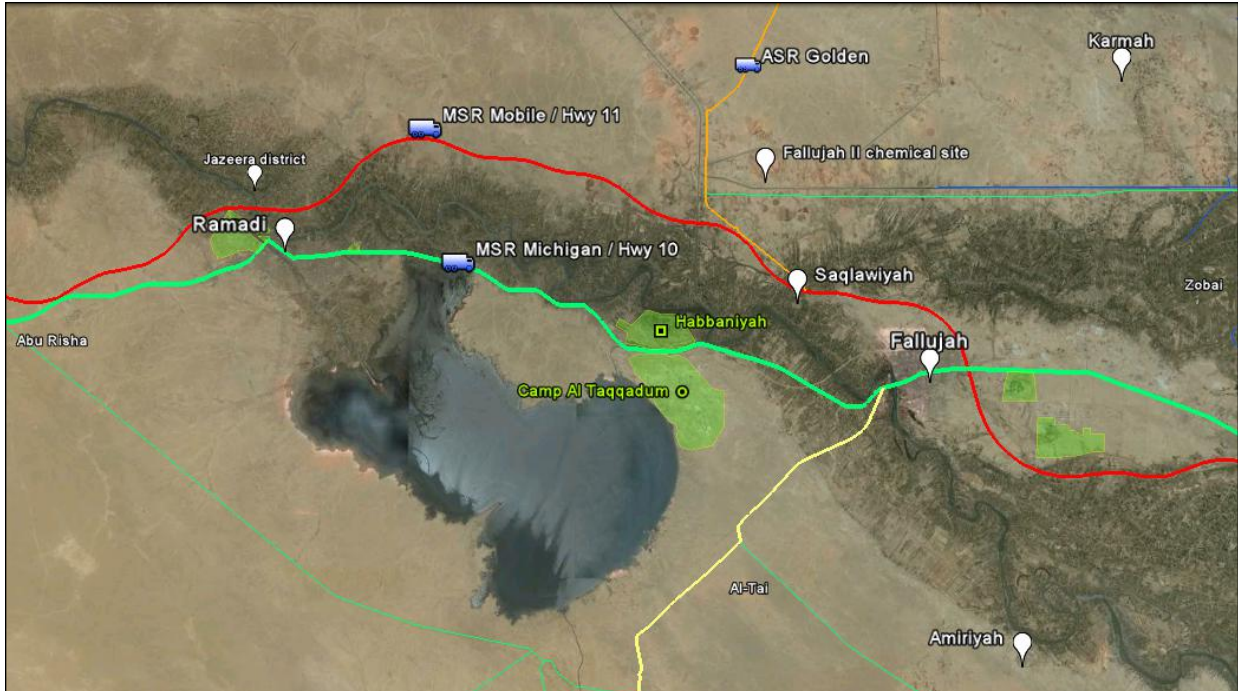 Karmah
ASR Golden
MSR Mobile / Hwy 11
Fallujah II chemical site
Jazeera district
Ramadi
MSR Michigan / Hwy 10
Saqlawiyah
Zobai
Habbaniyah
Abu Risha
Fallujah
Camp Al Taqqadum
Al-Tai
Amiriyah